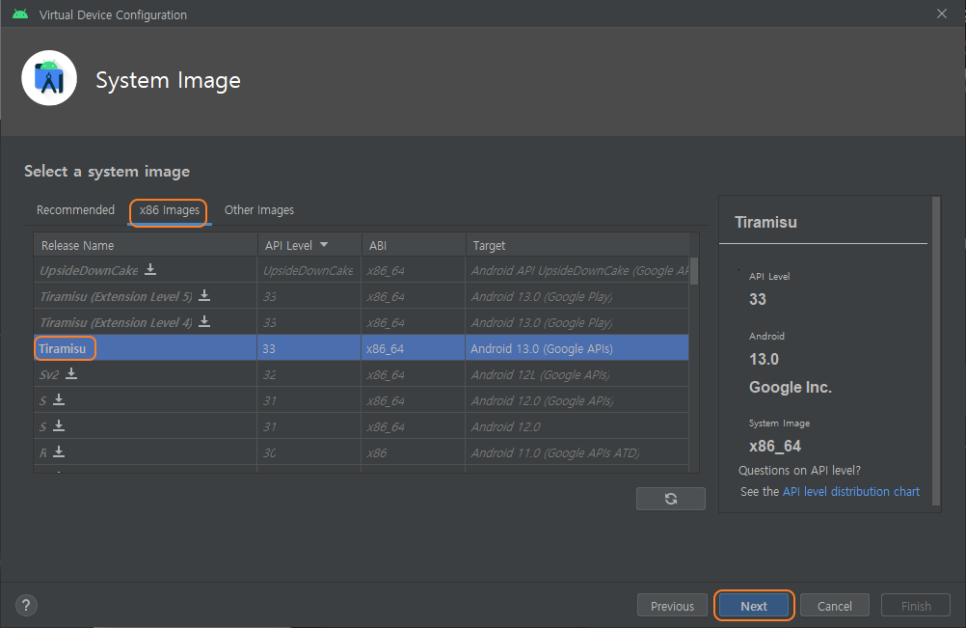 Virtual Device Configuration
System Image
Select a system image
Recommended x86 Images Other Images
Release Name API Level ABI Target
UpsideDownCake UpsideDownCake x86_64 Android API UpsideDownCake (Google AP
Tiramisu (Extension Level 5) 33 x86_64 Android 13.0 (Google Play)
Tiramisu (Extension Level 4) 33 x86_64 Android 13.0 (Google Play)
Tiramisu 33 x86_64 Android 13.0 (Google APIs)
Sv2 32 x86_64 Android 12L (Google APIs)
S 31 x86_64 Android 12.0 (Google APIs)
S 31 x86_64 Android 12.0
R 30 x86 Android 11.0 (Google APIs ATD)
Tiramisu
API Level
33
Android
13.0
Google Inc.
System Image
x86_64
Questions on API level?
See the API level distribution chart
? Previous Next Cancel Finish